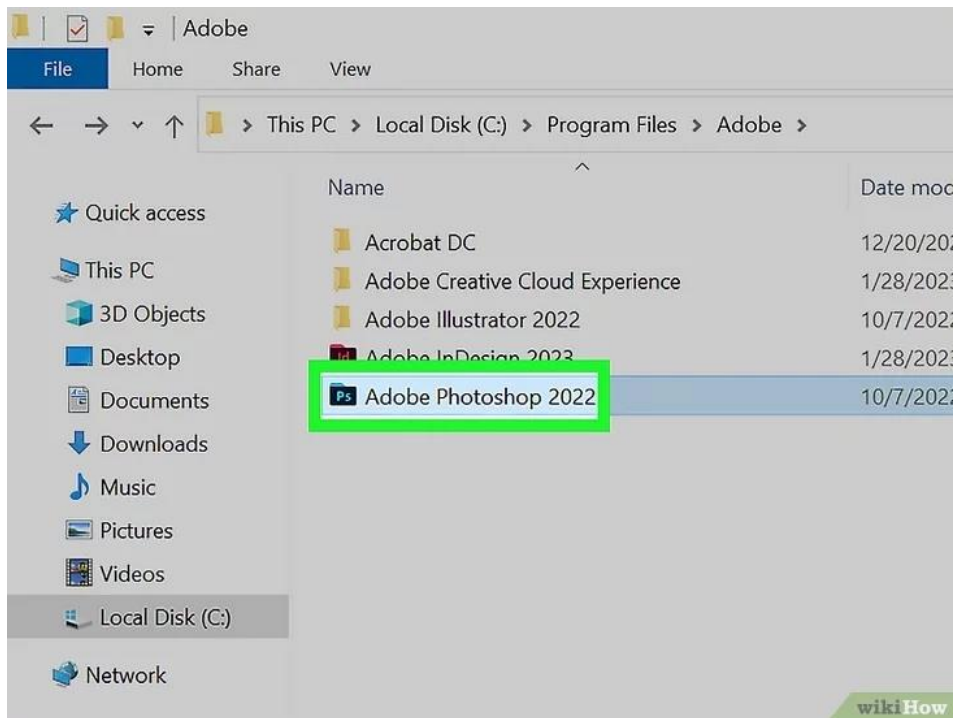 Adobe
File Home Share View
This PC > Local Disk (C:) > Program Files > Adobe >
Name Date mod
Quick access
Acrobat DC 12/20/202
This PC
Adobe Creative Cloud Experience 1/28/2023
3D Objects
Adobe Illustrator 2022 10/7/2022
Desktop
Id Adobe InDesign 2023 1/28/2023
Documents
Ps Adobe Photoshop 2022 10/7/2022
Downloads
Music
Pictures
Videos
Local Disk (C:)
Network
wikiHow